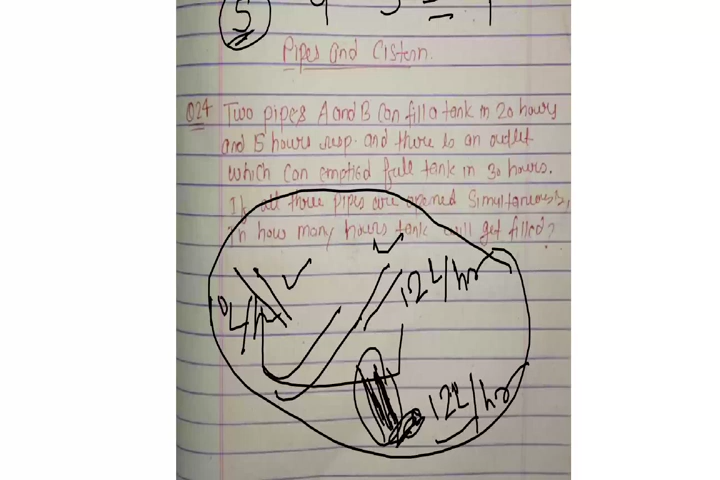 5
Pipes and Cistern.
Q24 Two pipes A and B can fill a tank in 20 hours
and 15 hours resp. and there is an outlet
which can emptied full tank in 30 hours.
If all three pipes are opened simultaneously,
in how many hours tank will get filled?
12L/hr
L/h
12L/hr